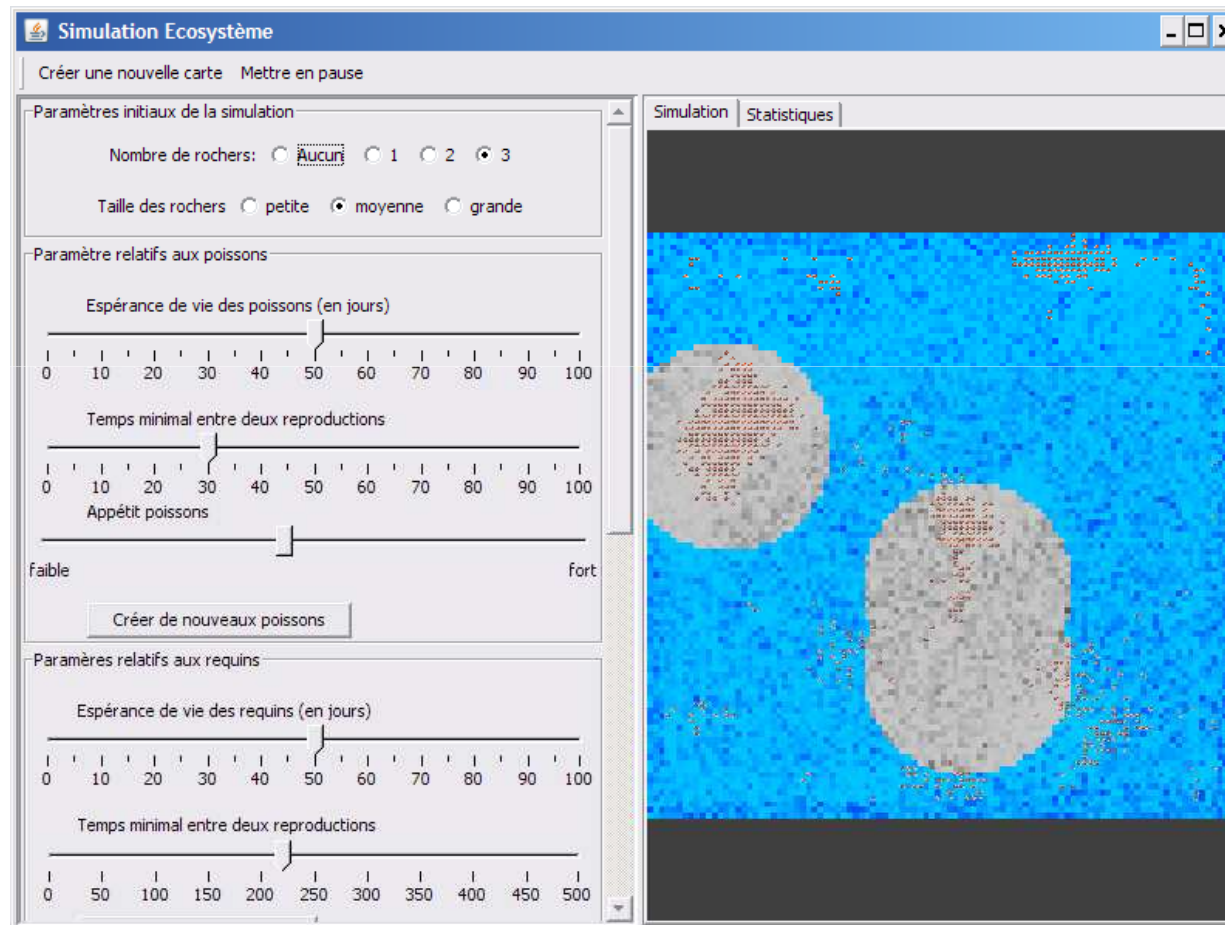 Simulation Ecosystème
Créer une nouvelle carte Mettre en pause
Paramètres initiaux de la simulation
Nombre de rochers: Aucun 1 2 3
Taille des rochers petite moyenne grande
Paramètre relatifs aux poissons
Espérance de vie des poissons (en jours)
0 10 20 30 40 50 60 70 80 90 100
Temps minimal entre deux reproductions
0 10 20 30 40 50 60 70 80 90 100
Appétit poissons
faible fort
Créer de nouveaux poissons
Paramères relatifs aux requins
Espérance de vie des requins (en jours)
0 10 20 30 40 50 60 70 80 90 100
Temps minimal entre deux reproductions
0 50 100 150 200 250 300 350 400 450 500
Simulation Statistiques